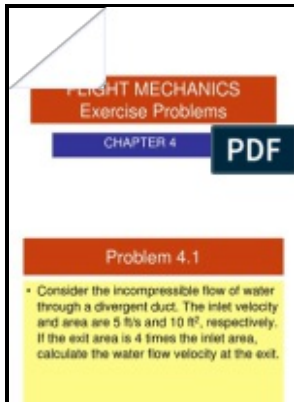 FLIGHT MECHANICS
Exercise Problems
CHAPTER 4
PDF
Problem 4.1
• Consider the incompressible flow of water
through a divergent duct. The inlet velocity
and area are 5 ft/s and 10 ft², respectively.
If the exit area is 4 times the inlet area,
calculate the water flow velocity at the exit.